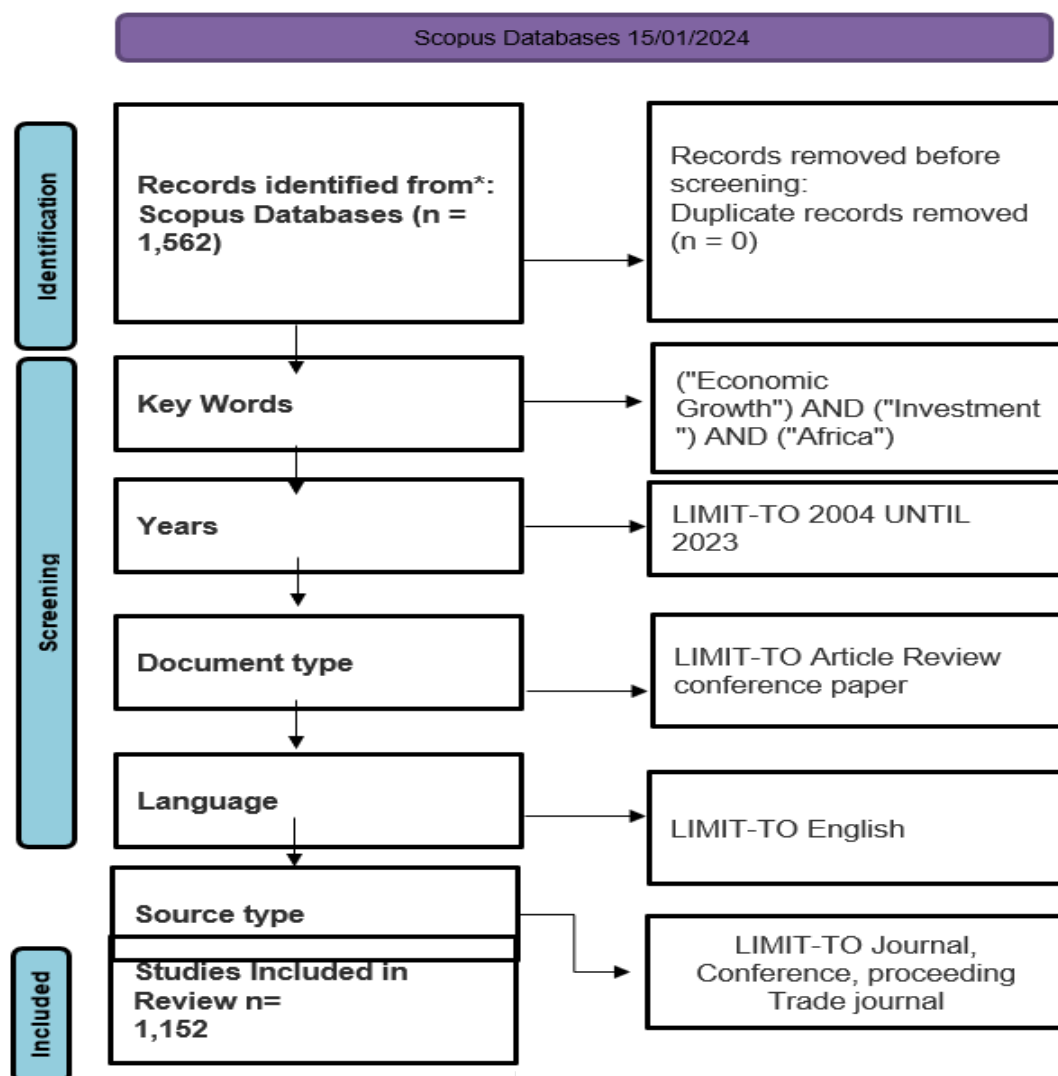 Scopus Databases 15/01/2024
Identification
Records identified from*:
Scopus Databases (n =
1,562)
Records removed before
screening:
Duplicate records removed
(n = 0)
Screening
Key Words
("Economic
Growth") AND ("Investment
") AND ("Africa")
Years
LIMIT-TO 2004 UNTIL
2023
Document type
LIMIT-TO Article Review
conference paper
Language
LIMIT-TO English
Source type
LIMIT-TO Journal,
Conference, proceeding
Trade journal
Included
Studies Included in
Review n=
1,152